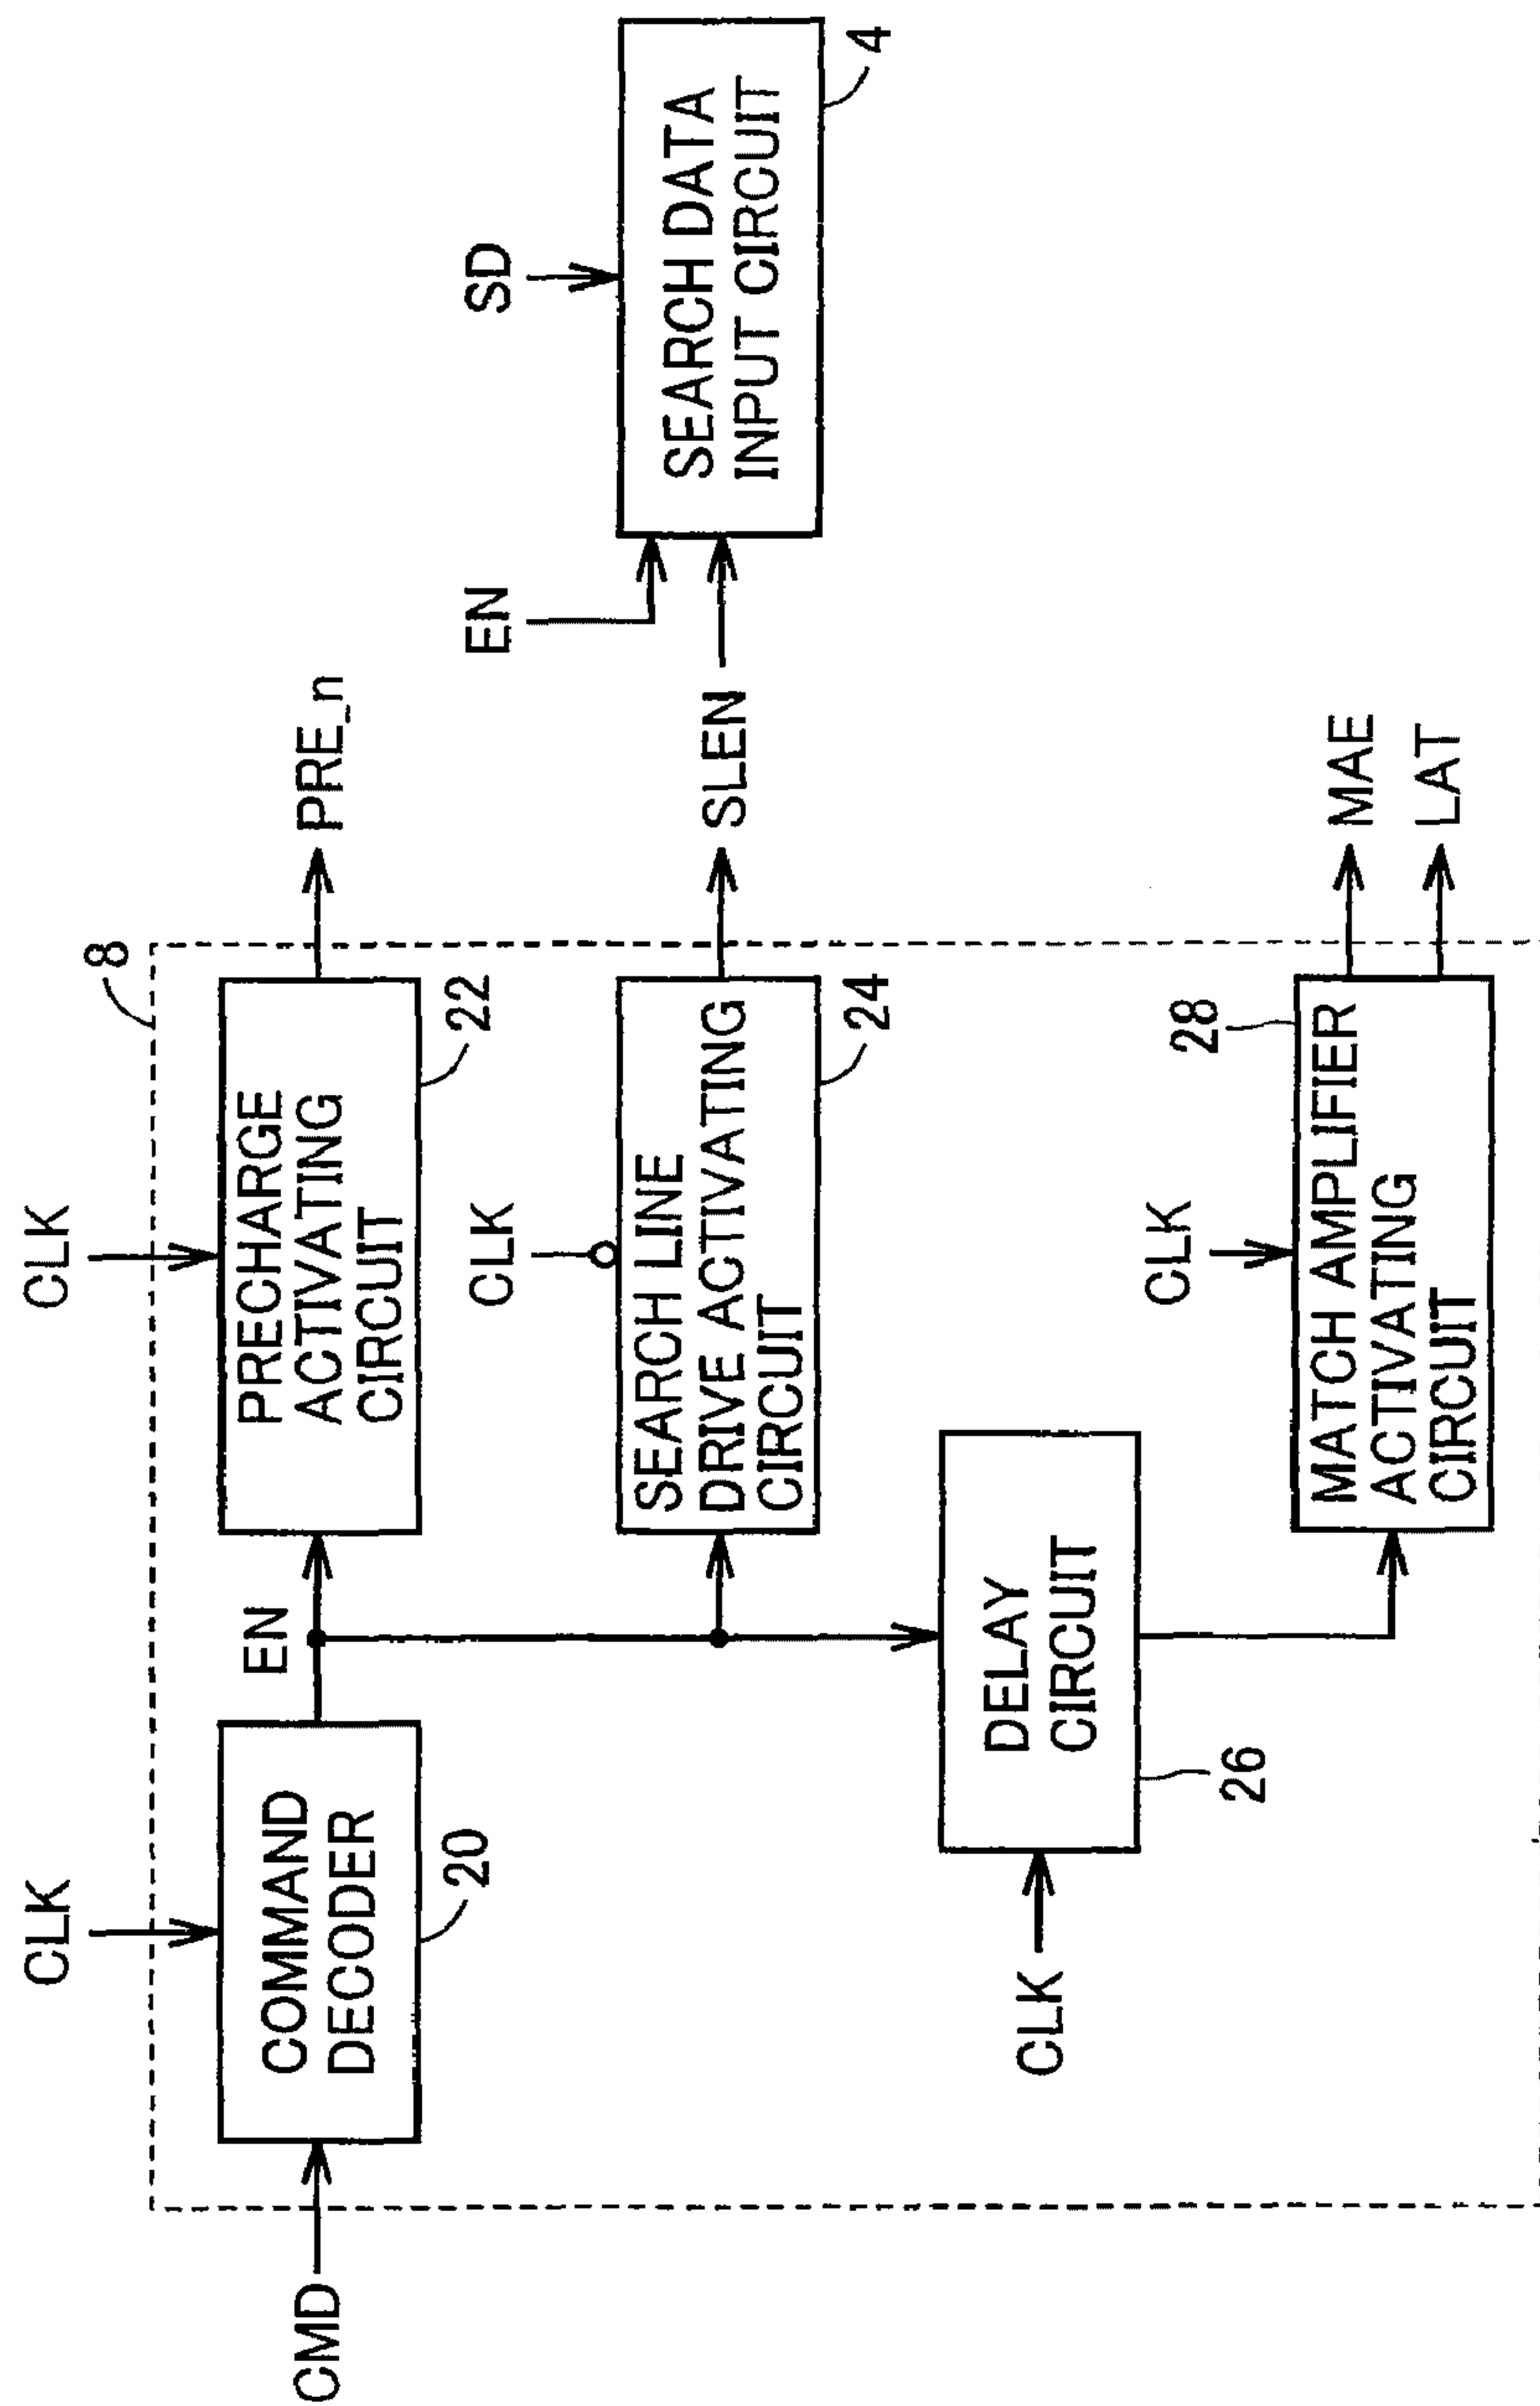 CLK
CLK
8
CMD
COMMAND
DECODER
20
EN
PRECHARGE
ACTIVATING
CIRCUIT
22
PRE_n
CLK
SEARCH LINE
DRIVE ACTIVATING
CIRCUIT
24
SLEN
EN
SD
SEARCH DATA
INPUT CIRCUIT
4
CLK
DELAY
CIRCUIT
26
CLK
28
MATCH AMPLIFIER
ACTIVATING
CIRCUIT
MAE
LAT